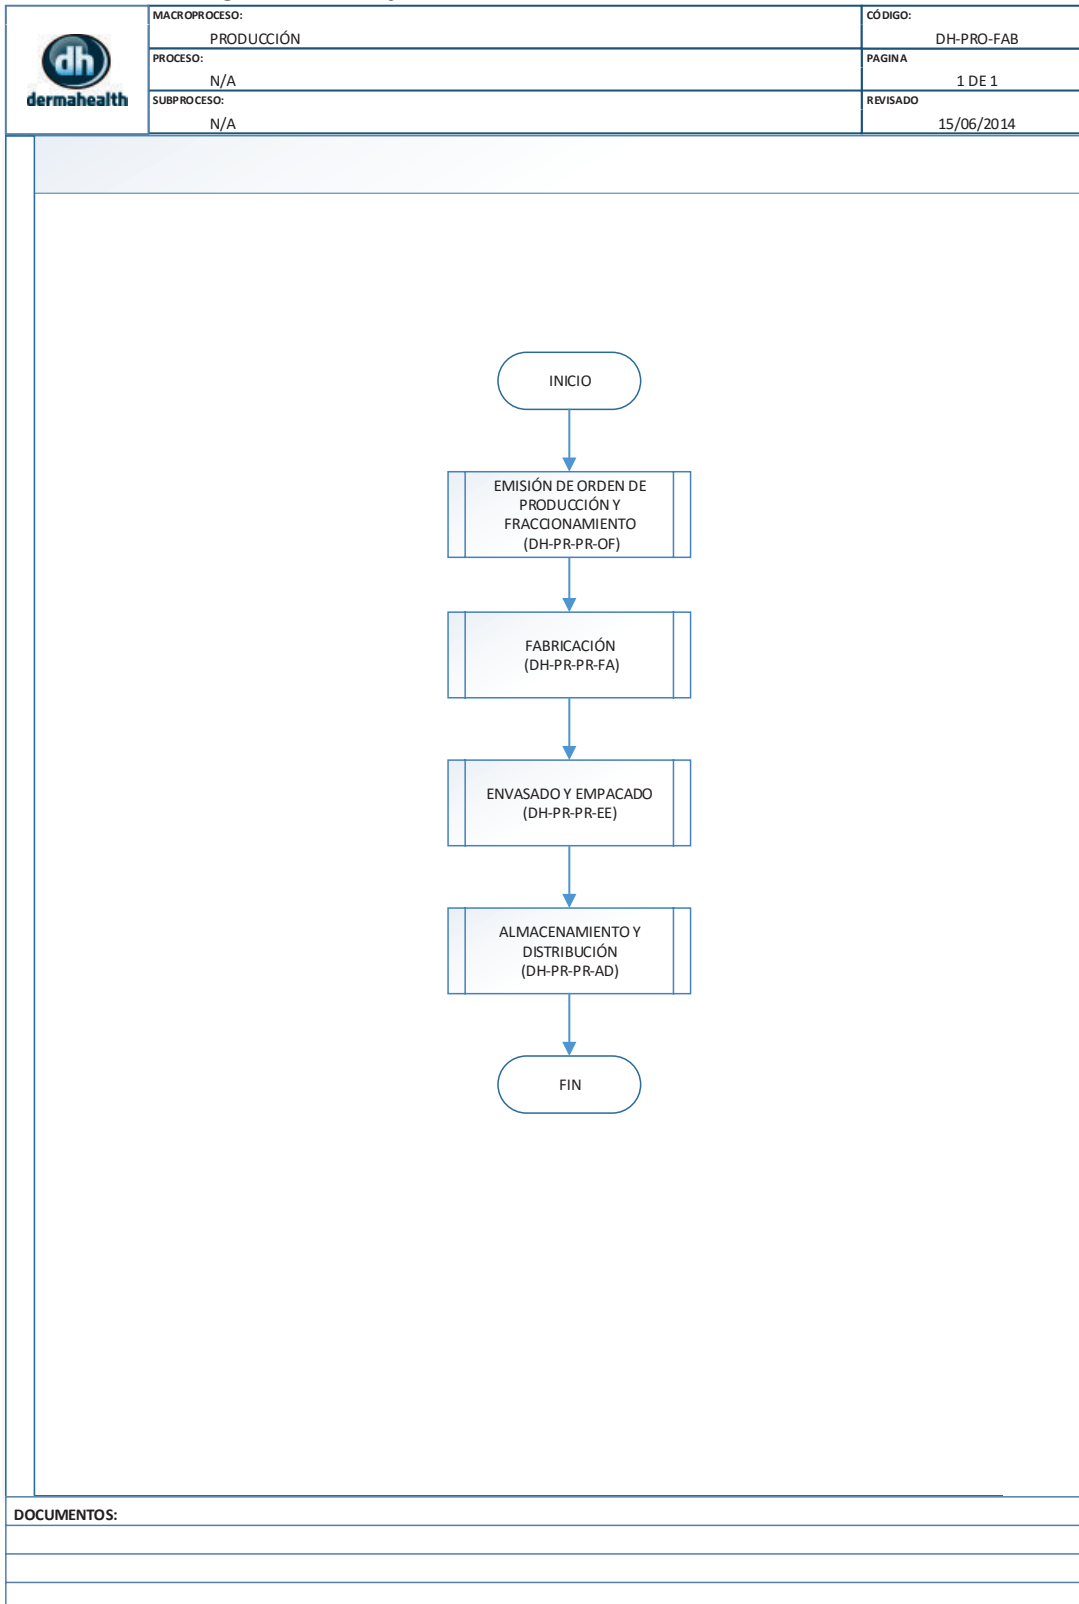 dh
dermahealth
MACROPROCESO:
PRODUCCIÓN
CÓDIGO:
DH-PRO-FAB
PROCESO:
N/A
PAGINA
1 DE 1
SUBPROCESO:
N/A
REVISADO
15/06/2014
INICIO
EMISIÓN DE ORDEN DE
PRODUCCIÓN Y
FRACCIONAMIENTO
(DH-PR-PR-OF)
FABRICACIÓN
(DH-PR-PR-FA)
ENVASADO Y EMPACADO
(DH-PR-PR-EE)
ALMACENAMIENTO Y
DISTRIBUCIÓN
(DH-PR-PR-AD)
FIN
DOCUMENTOS: